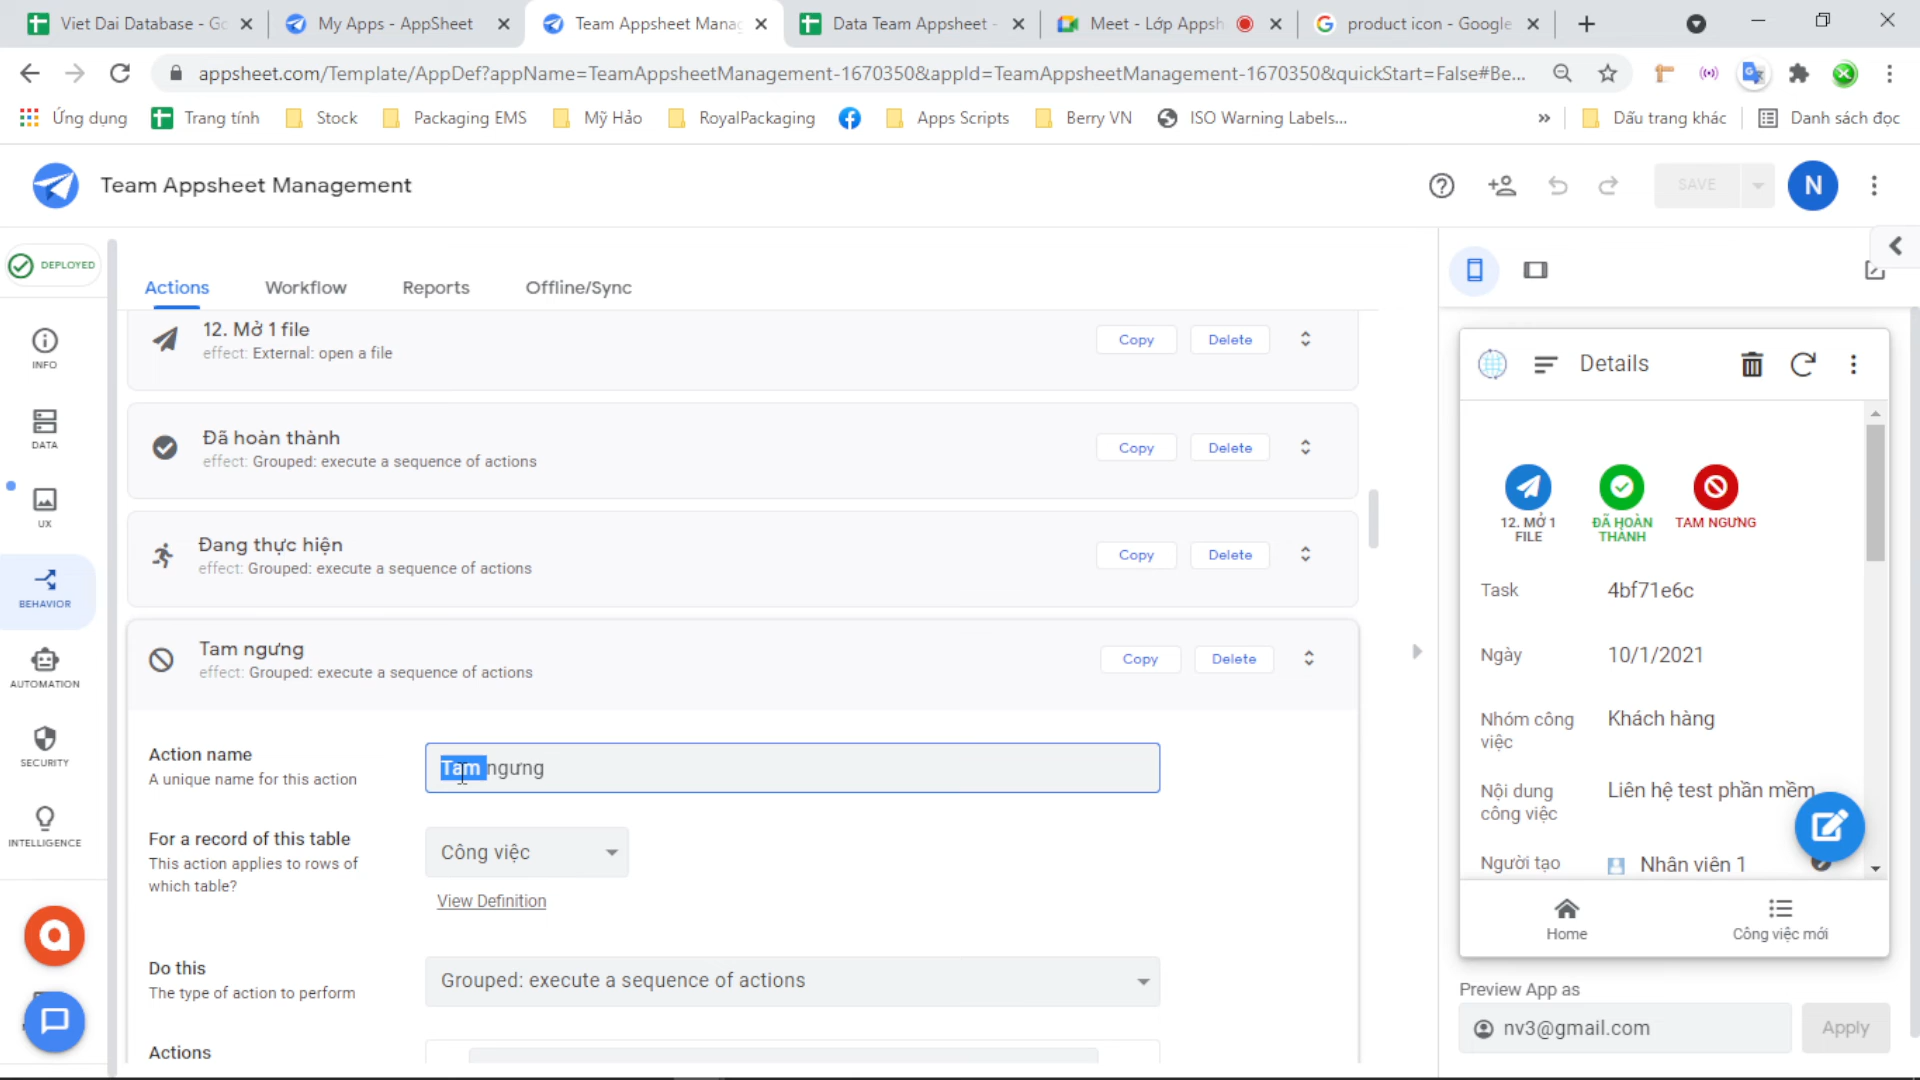 Viet Dai Database - Go
My Apps - AppSheet
Team Appsheet Manag
Data Team Appsheet -
Meet - Lớp Appsh
product icon - Google
appsheet.com/Template/AppDef?appName=TeamAppsheetManagement-1670350&appId=TeamAppsheetManagement-1670350&quickStart=False#Be...
Ứng dụng
Trang tính
Stock
Packaging EMS
Mỹ Hảo
RoyalPackaging
Apps Scripts
Berry VN
ISO Warning Labels...
»
Dấu trang khác
Danh sách đọc
Team Appsheet Management
SAVE
N
DEPLOYED
INFO
DATA
UX
BEHAVIOR
AUTOMATION
SECURITY
INTELLIGENCE
Actions
Workflow
Reports
Offline/Sync
12. Mở 1 file
effect: External: open a file
Copy
Delete
Đã hoàn thành
effect: Grouped: execute a sequence of actions
Copy
Delete
Đang thực hiện
effect: Grouped: execute a sequence of actions
Copy
Delete
Tam ngưng
effect: Grouped: execute a sequence of actions
Copy
Delete
Action name
A unique name for this action
Tam ngưng
For a record of this table
This action applies to rows of
which table?
Công việc
View Definition
Do this
The type of action to perform
Grouped: execute a sequence of actions
Actions
Details
12. MỞ 1
FILE
ĐÃ HOÀN
THÀNH
TAM NGƯNG
Task
4bf71e6c
Ngày
10/1/2021
Nhóm công
việc
Khách hàng
Nội dung
công việc
Liên hệ test phần mềm
Người tạo
Nhân viên 1
Home
Công việc mới
Preview App as
nv3@gmail.com
Apply